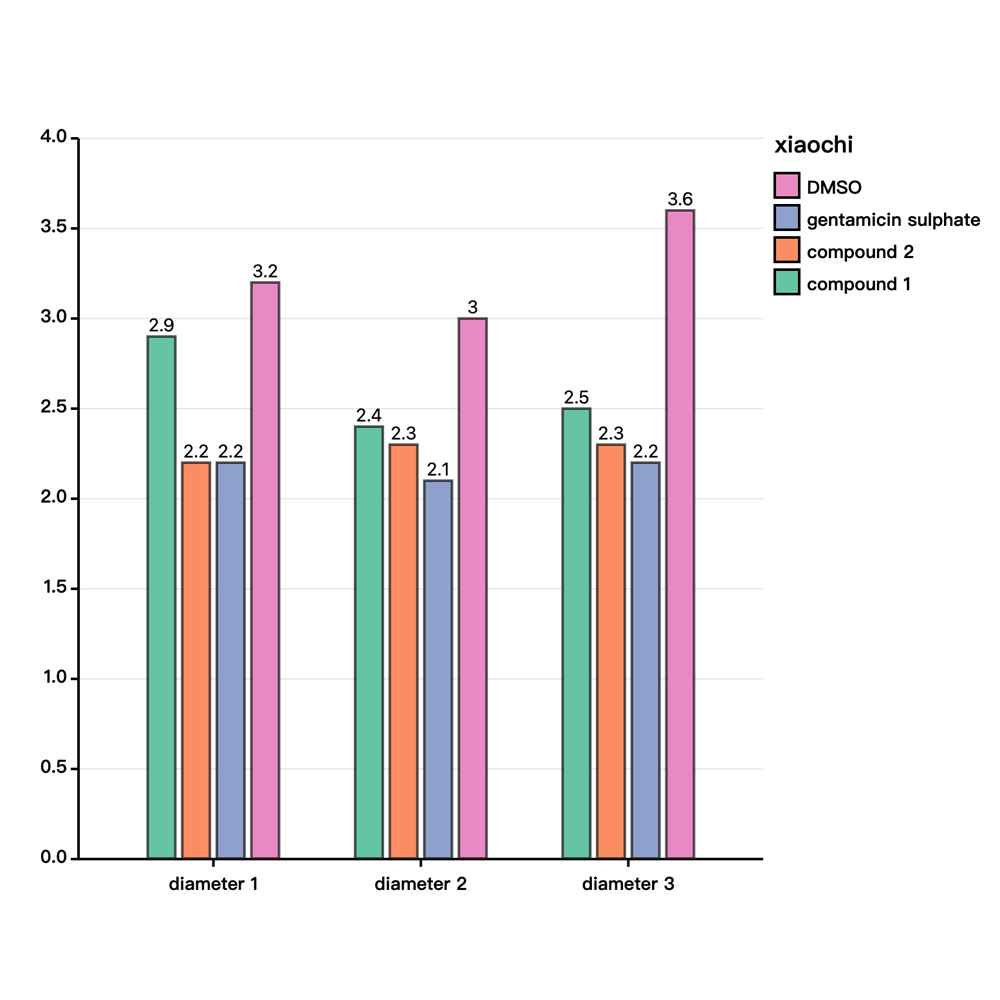 xiaochi
DMSO
gentamicin sulphate
compound 2
compound 1
4.0
3.5
3.0
2.5
2.0
1.5
1.0
0.5
0.0
2.9
2.2
2.2
3.2
2.4
2.3
2.1
3
2.5
2.3
2.2
3.6
diameter 1
diameter 2
diameter 3